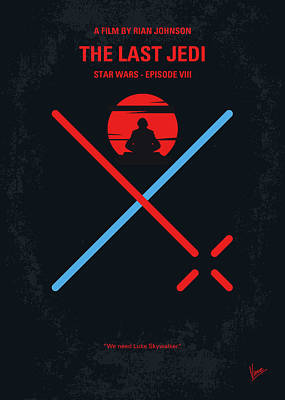 A FILM BY RIAN JOHNSON
THE LAST JEDI
STAR WARS - EPISODE VIII
"We need Luke Skywalker."